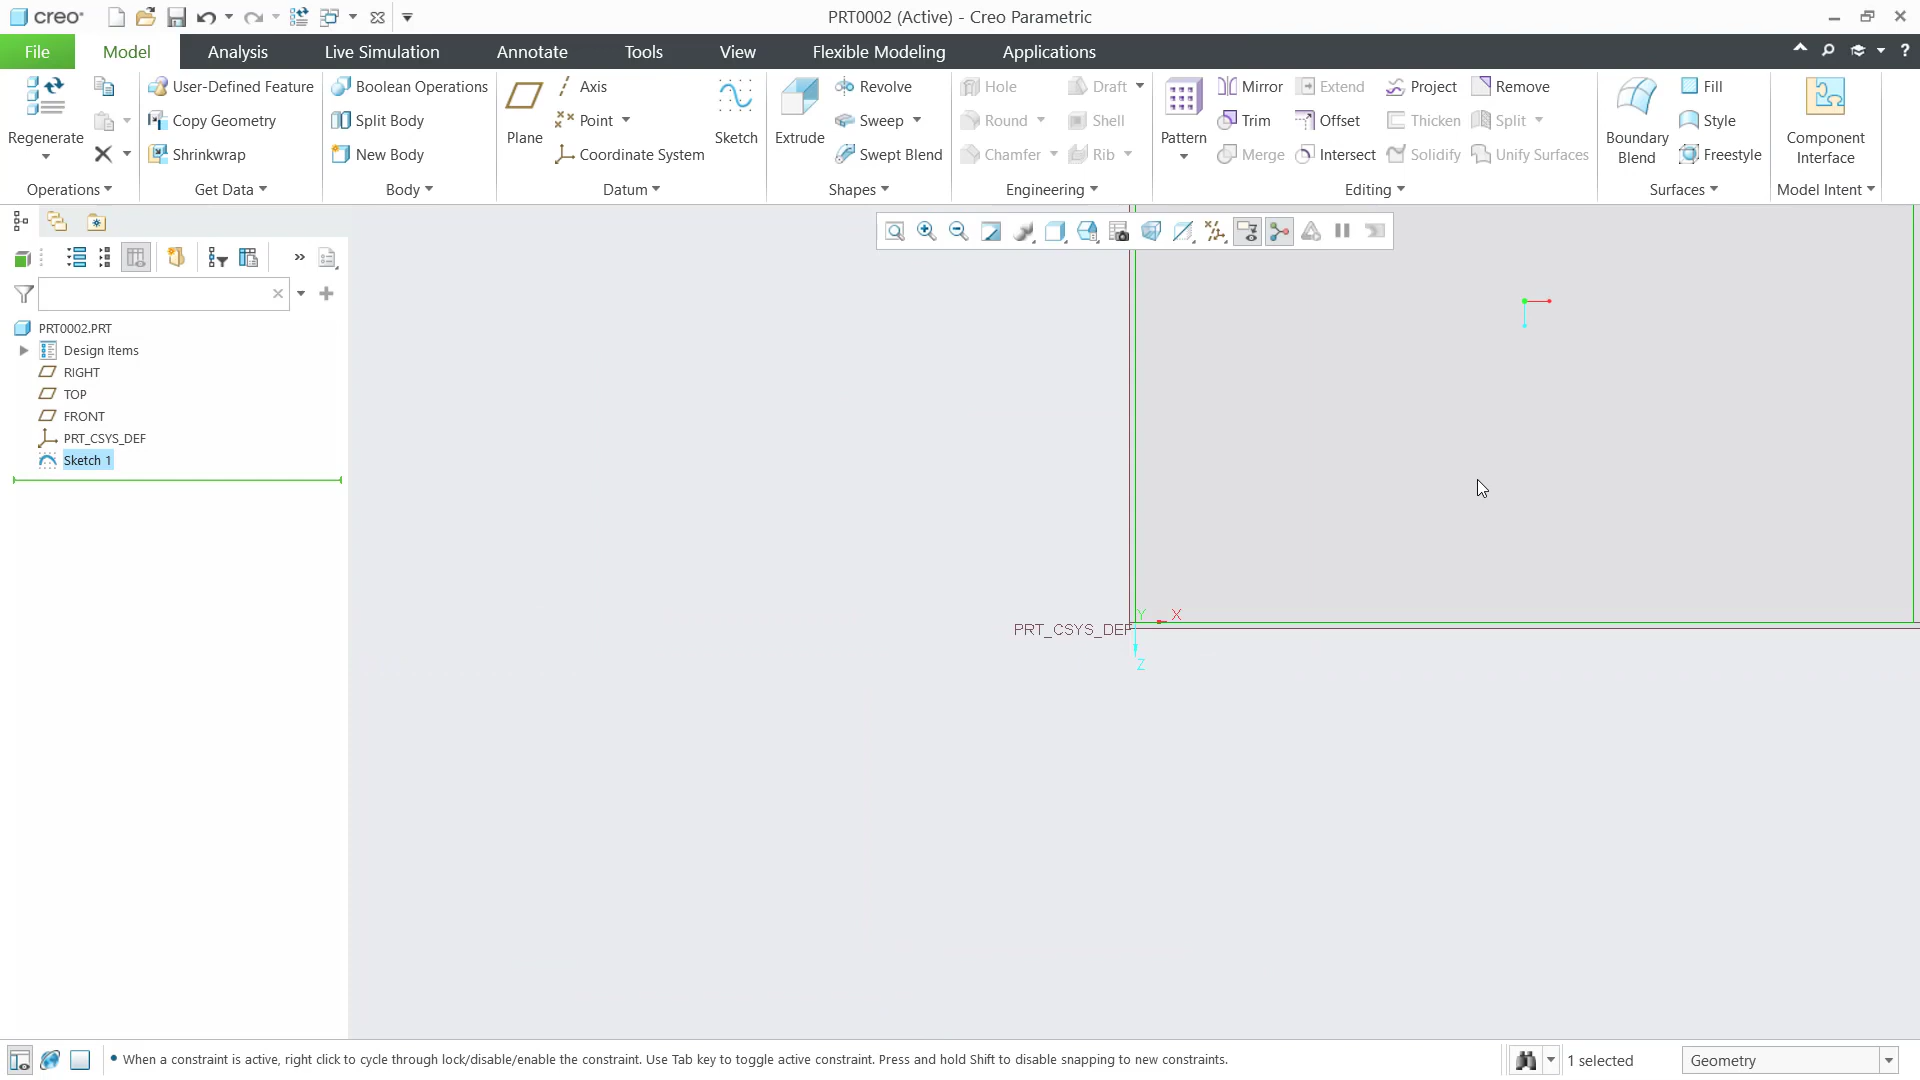 creo
PRT0002 (Active) - Creo Parametric
File Model Analysis Live Simulation Annotate Tools View Flexible Modeling Applications
Regenerate
Operations
User-Defined Feature
Copy Geometry
Shrinkwrap
Get Data
Boolean Operations
Split Body
New Body
Body
Plane
Axis
Point
Coordinate System
Sketch
Datum
Extrude
Revolve
Sweep
Swept Blend
Shapes
Hole
Draft
Round
Shell
Chamfer
Rib
Engineering
Pattern
Mirror
Extend
Project
Remove
Trim
Offset
Thicken
Split
Merge
Intersect
Solidify
Unify Surfaces
Editing
Boundary
Blend
Fill
Style
Freestyle
Surfaces
Component
Interface
Model Intent
PRT0002.PRT
Design Items
RIGHT
TOP
FRONT
PRT_CSYS_DEF
Sketch 1
Y X
PRT_CSYS_DEF
Z
When a constraint is active, right click to cycle through lock/disable/enable the constraint. Use Tab key to toggle active constraint. Press and hold Shift to disable snapping to new constraints.
1 selected
Geometry